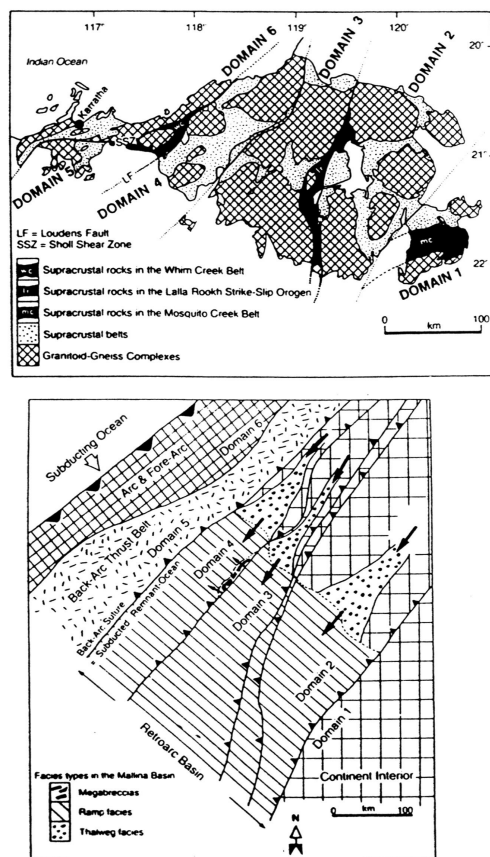 117°
118°
119°
120°
20°
Indian Ocean
Karratha
DOMAIN 6
DOMAIN 3
DOMAIN 2
SSZ
21°
DOMAIN 5
LF
DOMAIN 4
mc
22°
DOMAIN 1
LF = Loudens Fault
SSZ = Sholl Shear Zone
Supracrustal rocks in the Whim Creek Belt
Supracrustal rocks in the Lalla Rookh Strike-Slip Orogen
mc Supracrustal rocks in the Mosquito Creek Belt
Supracrustal belts
Granitoid-Gneiss Complexes
0 100
km
Subducting Ocean
Arc & Fore-Arc
Domain 6
Back-Arc Thrust Belt
Domain 5
Back-Arc Suture
= Subducted Remnant-Ocean
Domain 4
Domain 3
Domain 2
Domain 1
Retroarc Basin
Continent Interior
Facies types in the Mallina Basin
Megabreccias
Ramp facies
Thalweg facies
N
0 100
km